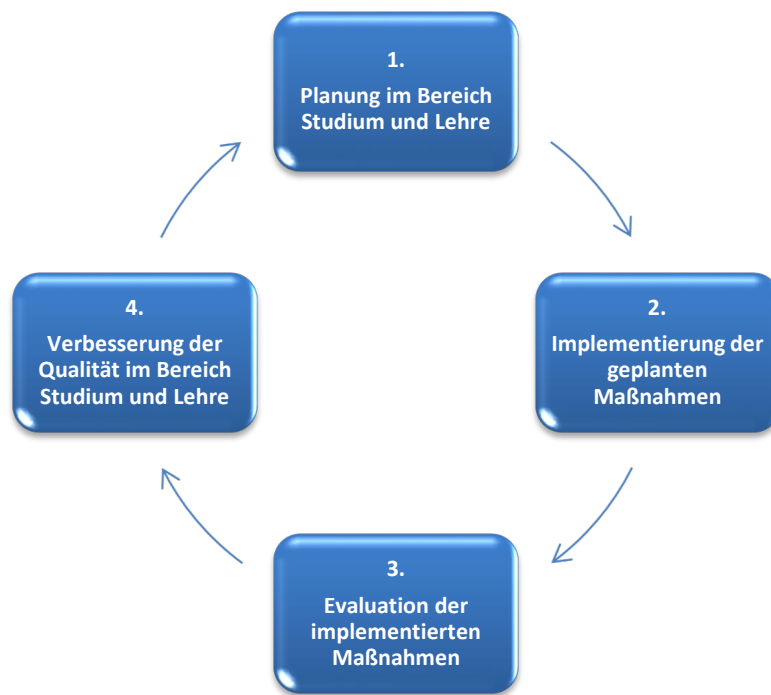 1.
Planung im Bereich
Studium und Lehre
2.
Implementierung der
geplanten
Maßnahmen
3.
Evaluation der
implementierten
Maßnahmen
4.
Verbesserung der
Qualität im Bereich
Studium und Lehre